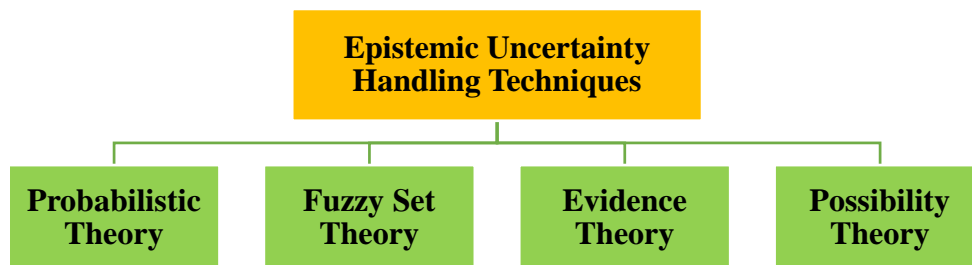 Epistemic Uncertainty
Handling Techniques
Probabilistic
Theory
Fuzzy Set
Theory
Evidence
Theory
Possibility
Theory